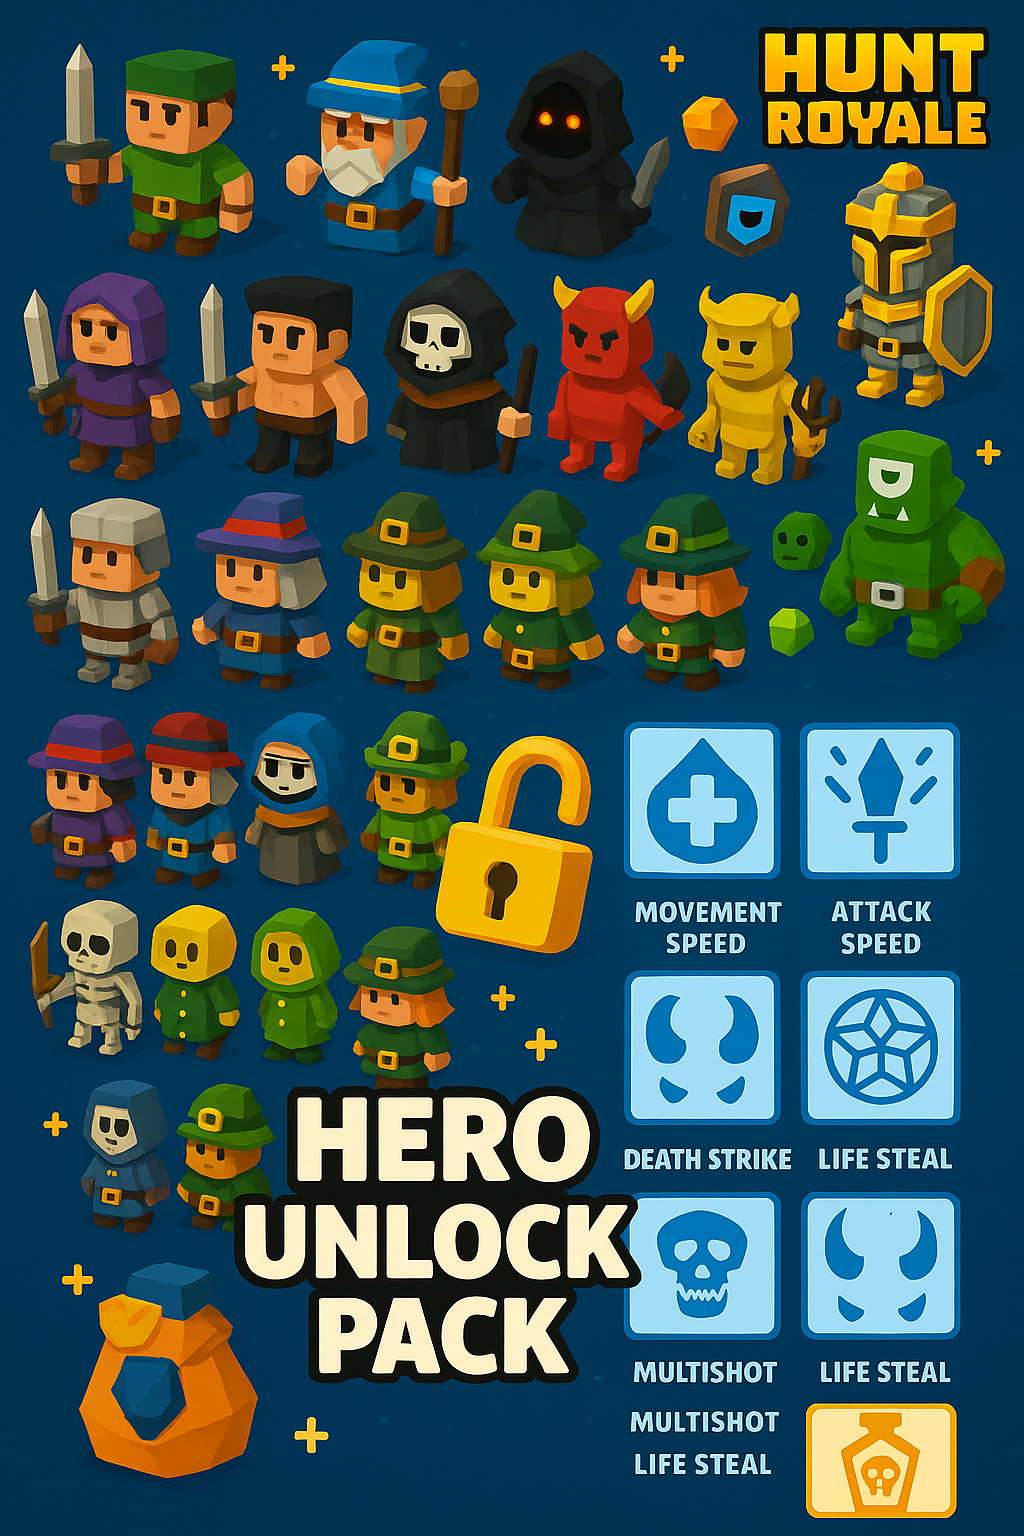 HUNT
ROYALE
MOVEMENT
SPEED
ATTACK
SPEED
DEATH STRIKE
LIFE STEAL
HERO
UNLOCK
PACK
MULTISHOT
LIFE STEAL
MULTISHOT
LIFE STEAL